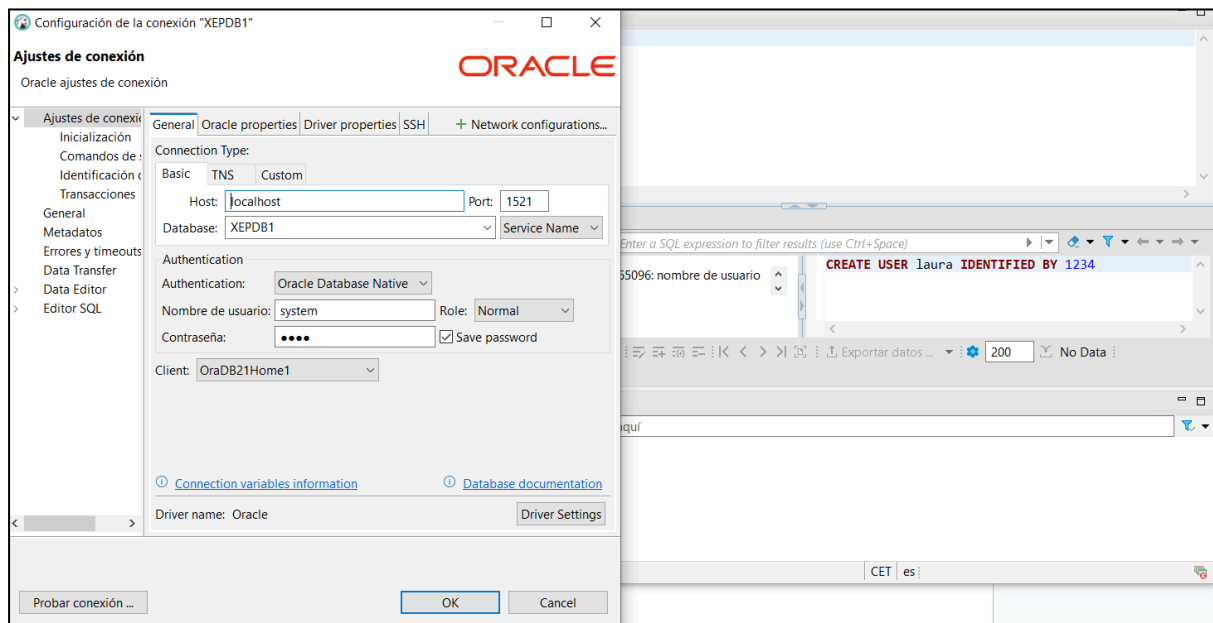 Configuración de la conexión "XEPDB1"
Ajustes de conexión
Oracle ajustes de conexión
ORACLE
Ajustes de conexió
Inicialización
Comandos de s
Identificación
Transacciones
General
Metadatos
Errores y timeouts
Data Transfer
Data Editor
Editor SQL
General Oracle properties Driver properties SSH + Network configurations...
Connection Type:
Basic TNS Custom
Host: localhost Port: 1521
Database: XEPDB1 Service Name
Authentication
Authentication: Oracle Database Native
Nombre de usuario: system Role: Normal
Contraseña: •••• Save password
Client: OraDB21Home1
Connection variables information Database documentation
Driver name: Oracle Driver Settings
Probar conexión ... OK Cancel
Enter a SQL expression to filter results (use Ctrl+Space)
65096: nombre de usuario
CREATE USER laura IDENTIFIED BY 1234
Exportar datos ... 200 No Data
aquí
CET es